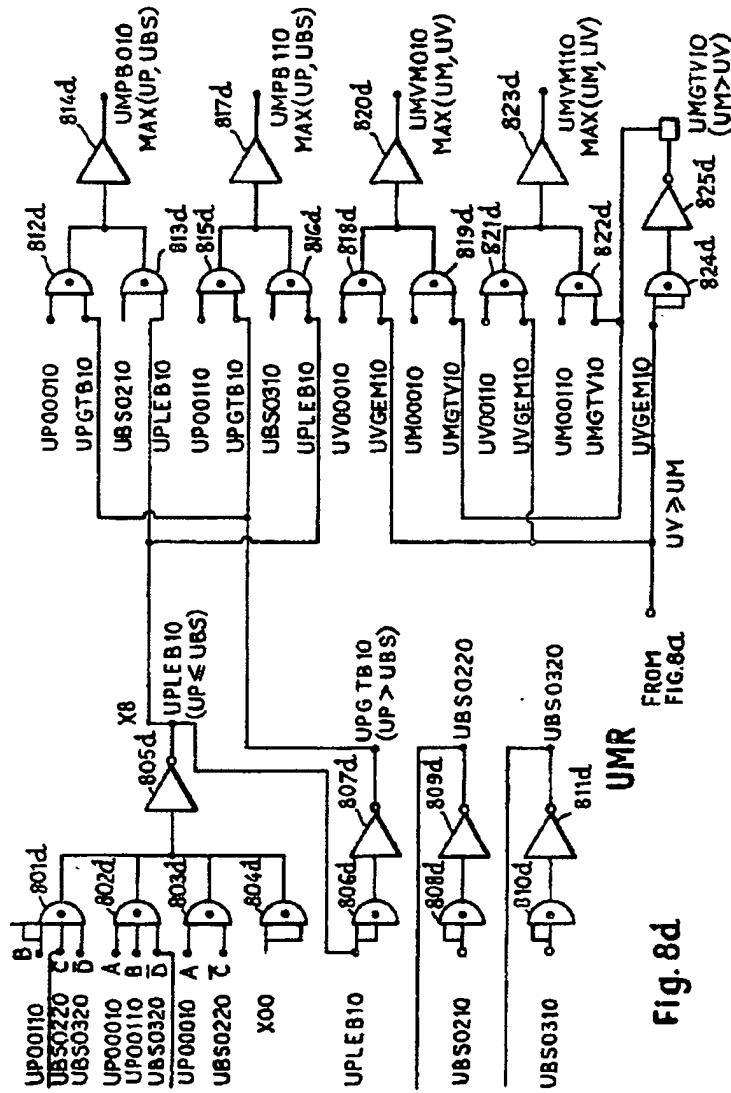 UP00110
B
UBS0220
C̅
UBS0320
D̅
801d
UP00010
A
UP00110
B
UBS0320
D̅
802d
UP00010
A
UBS0220
C̅
803d
X00
804d
805d
X8
UPLEB10
(UP ≤ UBS)
UPLEB10
806d
807d
UPGTB10
(UP > UBS)
UBS0210
808d
809d
UBS0220
UBS0310
810d
811d
UBS0320
UMR
FROM
FIG.8a
UV ≥ UM
UP00010
UPGTB10
812d
UBS0210
UPLEB10
813d
814d
UMPB010
MAX(UP, UBS)
UP00110
UPGTB10
815d
UBS0310
UPLEB10
816d
817d
UMPB110
MAX(UP, UBS)
UV00010
UVGEM10
818d
UM00010
UMGTV10
819d
820d
UMVM010
MAX(UM, UV)
UV00110
UVGEM10
821d
UM00110
UMGTV10
822d
823d
UMVM110
MAX(UM, UV)
UVGEM10
824d
825d
UMGTV10
(UM>UV)
Fig. 8d